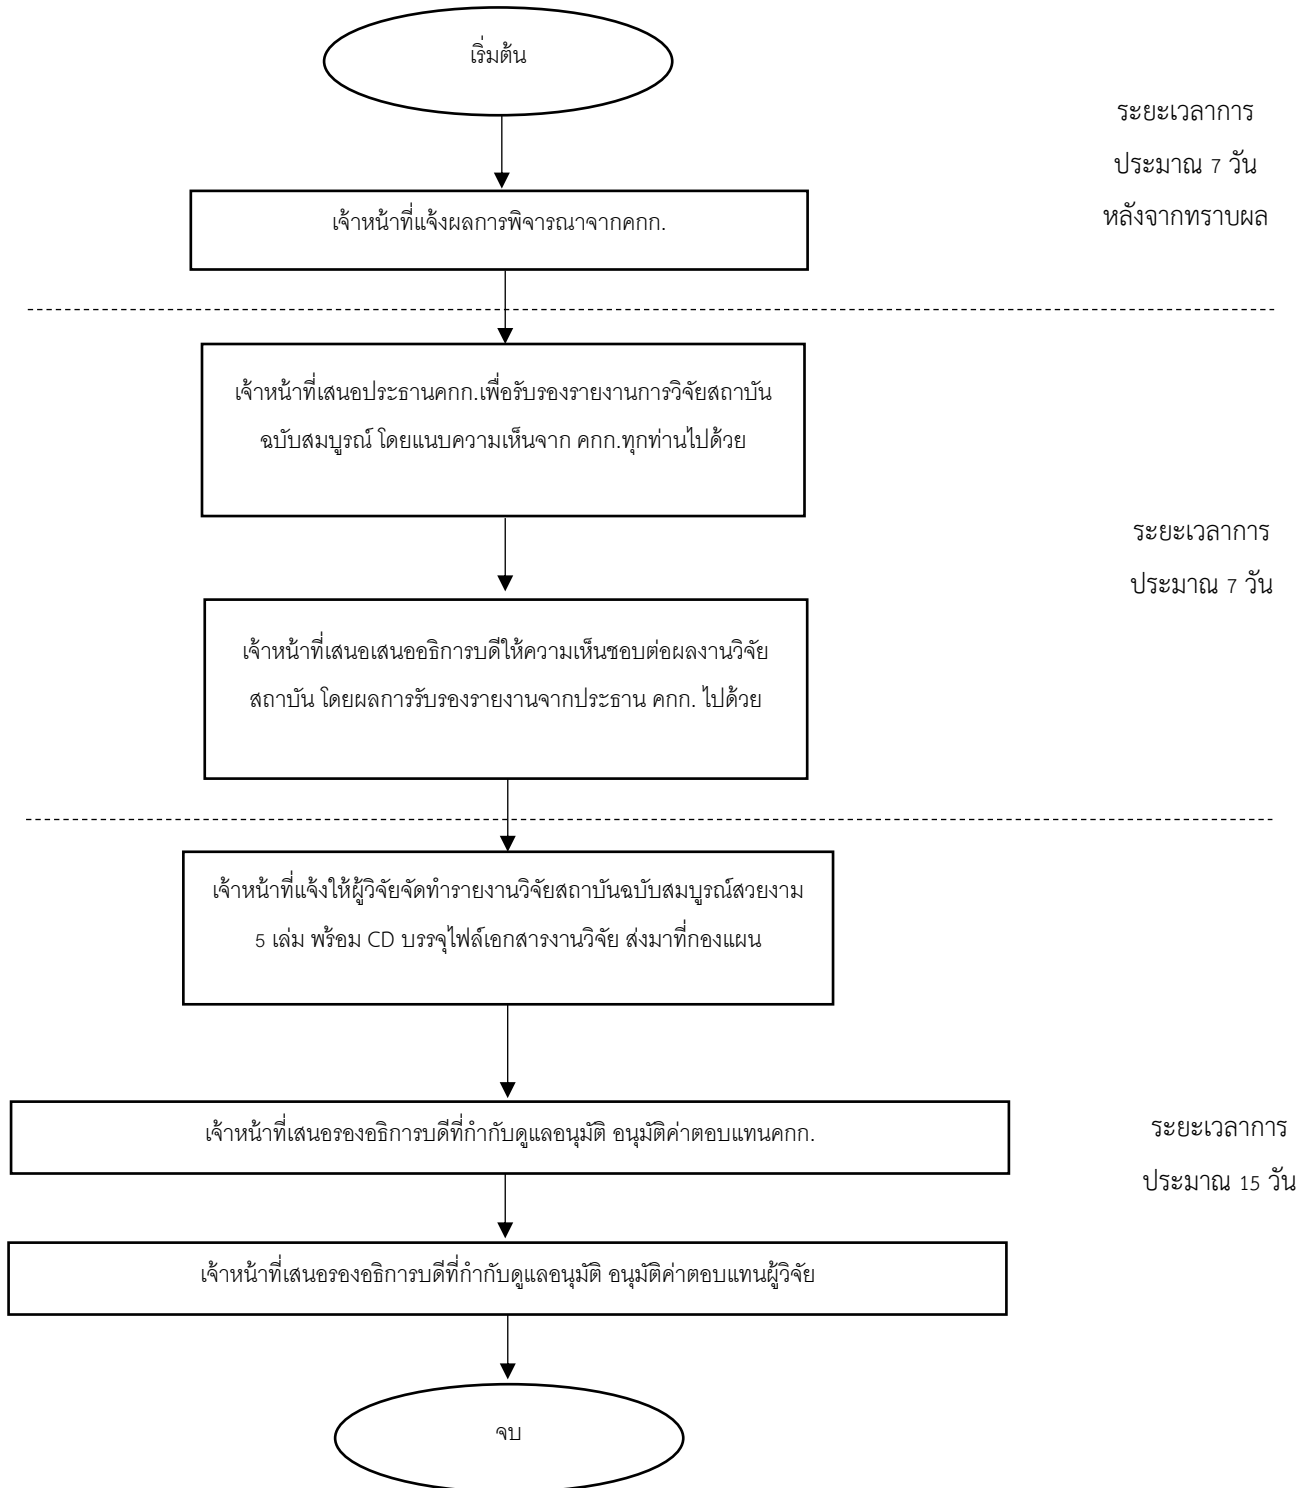 เริ่มต้น
ระยะเวลาการ
ประมาณ 7 วัน
หลังจากทราบผล
เจ้าหน้าที่แจ้งผลการพิจารณาจากคกก.
เจ้าหน้าที่เสนอประธานคกก.เพื่อรับรองรายงานการวิจัยสถาบัน
ฉบับสมบูรณ์ โดยแนบความเห็นจาก คกก.ทุกท่านไปด้วย
ระยะเวลาการ
ประมาณ 7 วัน
เจ้าหน้าที่เสนอเสนออธิการบดีให้ความเห็นชอบต่อผลงานวิจัย
สถาบัน โดยผลการรับรองรายงานจากประธาน คกก. ไปด้วย
เจ้าหน้าที่แจ้งให้ผู้วิจัยจัดทำรายงานวิจัยสถาบันฉบับสมบูรณ์สวยงาม
5 เล่ม พร้อม CD บรรจุไฟล์เอกสารงานวิจัย ส่งมาที่กองแผน
เจ้าหน้าที่เสนอรองอธิการบดีที่กำกับดูแลอนุมัติ อนุมัติค่าตอบแทนคกก.
ระยะเวลาการ
ประมาณ 15 วัน
เจ้าหน้าที่เสนอรองอธิการบดีที่กำกับดูแลอนุมัติ อนุมัติค่าตอบแทนผู้วิจัย
จบ